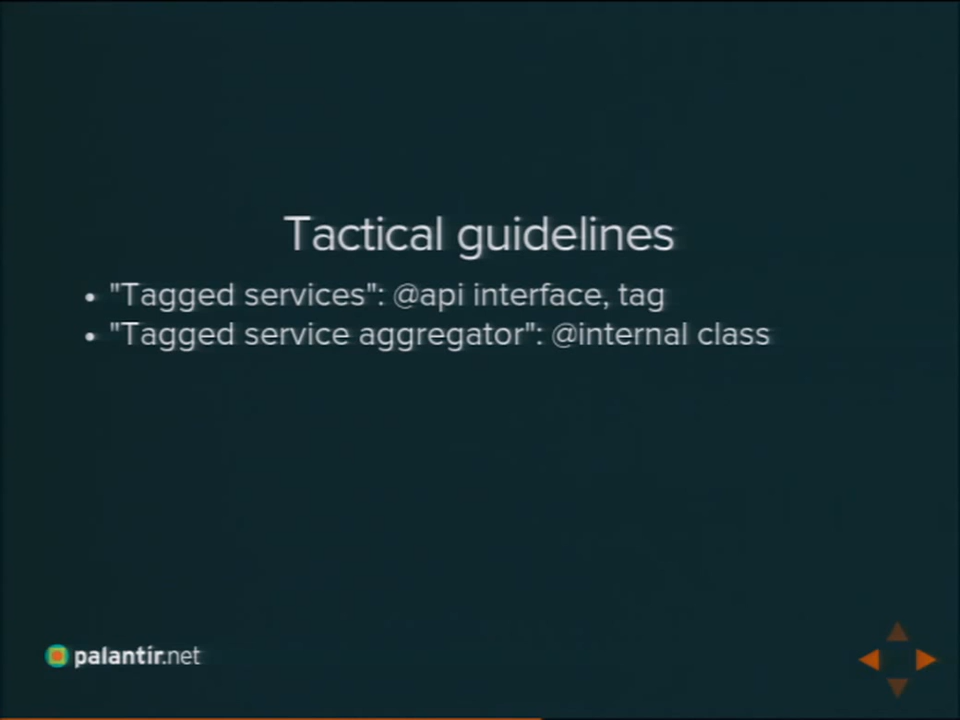 Tactical guidelines
• "Tagged services": @api interface, tag
• "Tagged service aggregator": @internal class
palantir.net